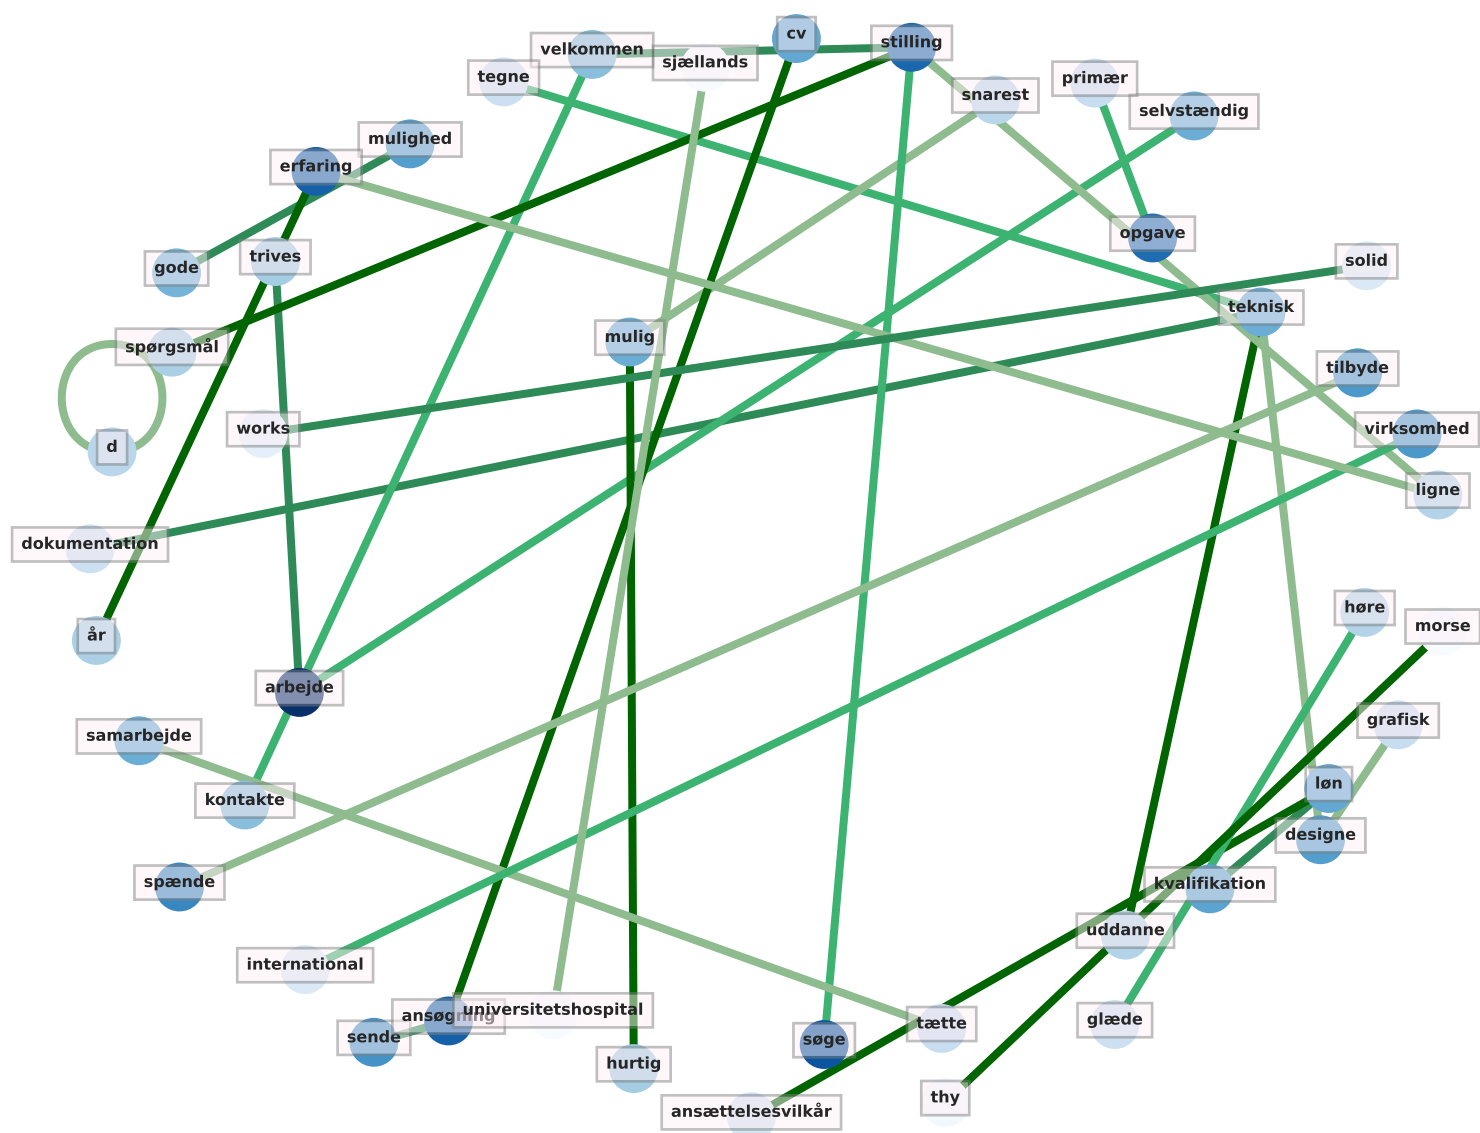 cv
stilling
velkommen
sjællands
tegne
primær
snarest
selvstændig
mulighed
erfaring
opgave
trives
gode
solid
teknisk
mulig
spørgsmål
tilbyde
works
virksomhed
d
ligne
dokumentation
høre
morse
år
arbejde
grafisk
samarbejde
løn
kontakte
designe
spænde
kvalifikation
uddanne
international
universitetshospital
ansøgning
glæde
tætte
sende
søge
hurtig
thy
ansættelsesvilkår